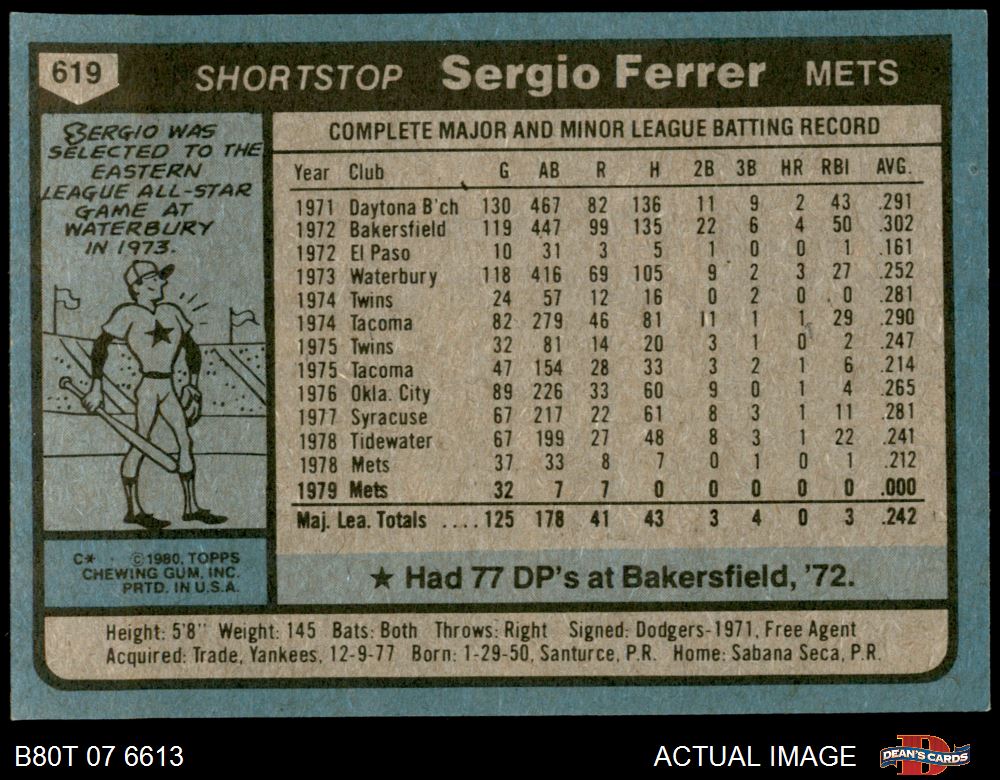 619 SHORTSTOP Sergio Ferrer METS
SERGIO WAS
SELECTED TO THE
EASTERN
LEAGUE ALL-STAR
GAME AT
WATERBURY
IN 1973.
C* ©1980, TOPPS
CHEWING GUM, INC.
PRTD. IN U.S.A.
COMPLETE MAJOR AND MINOR LEAGUE BATTING RECORD
Year Club G AB R H 2B 3B HR RBI AVG.
1971 Daytona B'ch 130 467 82 136 11 9 2 43 .291
1972 Bakersfield 119 447 99 135 22 6 4 50 .302
1972 El Paso 10 31 3 5 1 0 0 1 .161
1973 Waterbury 118 416 69 105 9 2 3 27 .252
1974 Twins 24 57 12 16 0 2 0 0 .281
1974 Tacoma 82 279 46 81 11 1 1 29 .290
1975 Twins 32 81 14 20 3 1 0 2 .247
1975 Tacoma 47 154 28 33 3 2 1 6 .214
1976 Okla. City 89 226 33 60 9 0 1 4 .265
1977 Syracuse 67 217 22 61 8 3 1 11 .281
1978 Tidewater 67 199 27 48 8 3 1 22 .241
1978 Mets 37 33 8 7 0 1 0 1 .212
1979 Mets 32 7 7 0 0 0 0 0 .000
Maj. Lea. Totals .... 125 178 41 43 3 4 0 3 .242
★ Had 77 DP's at Bakersfield, '72.
Height: 5'8" Weight: 145 Bats: Both Throws: Right Signed: Dodgers-1971, Free Agent
Acquired: Trade, Yankees, 12-9-77 Born: 1-29-50, Santurce, P.R. Home: Sabana Seca, P.R.
B80T 07 6613 ACTUAL IMAGE DEAN'S CARDS